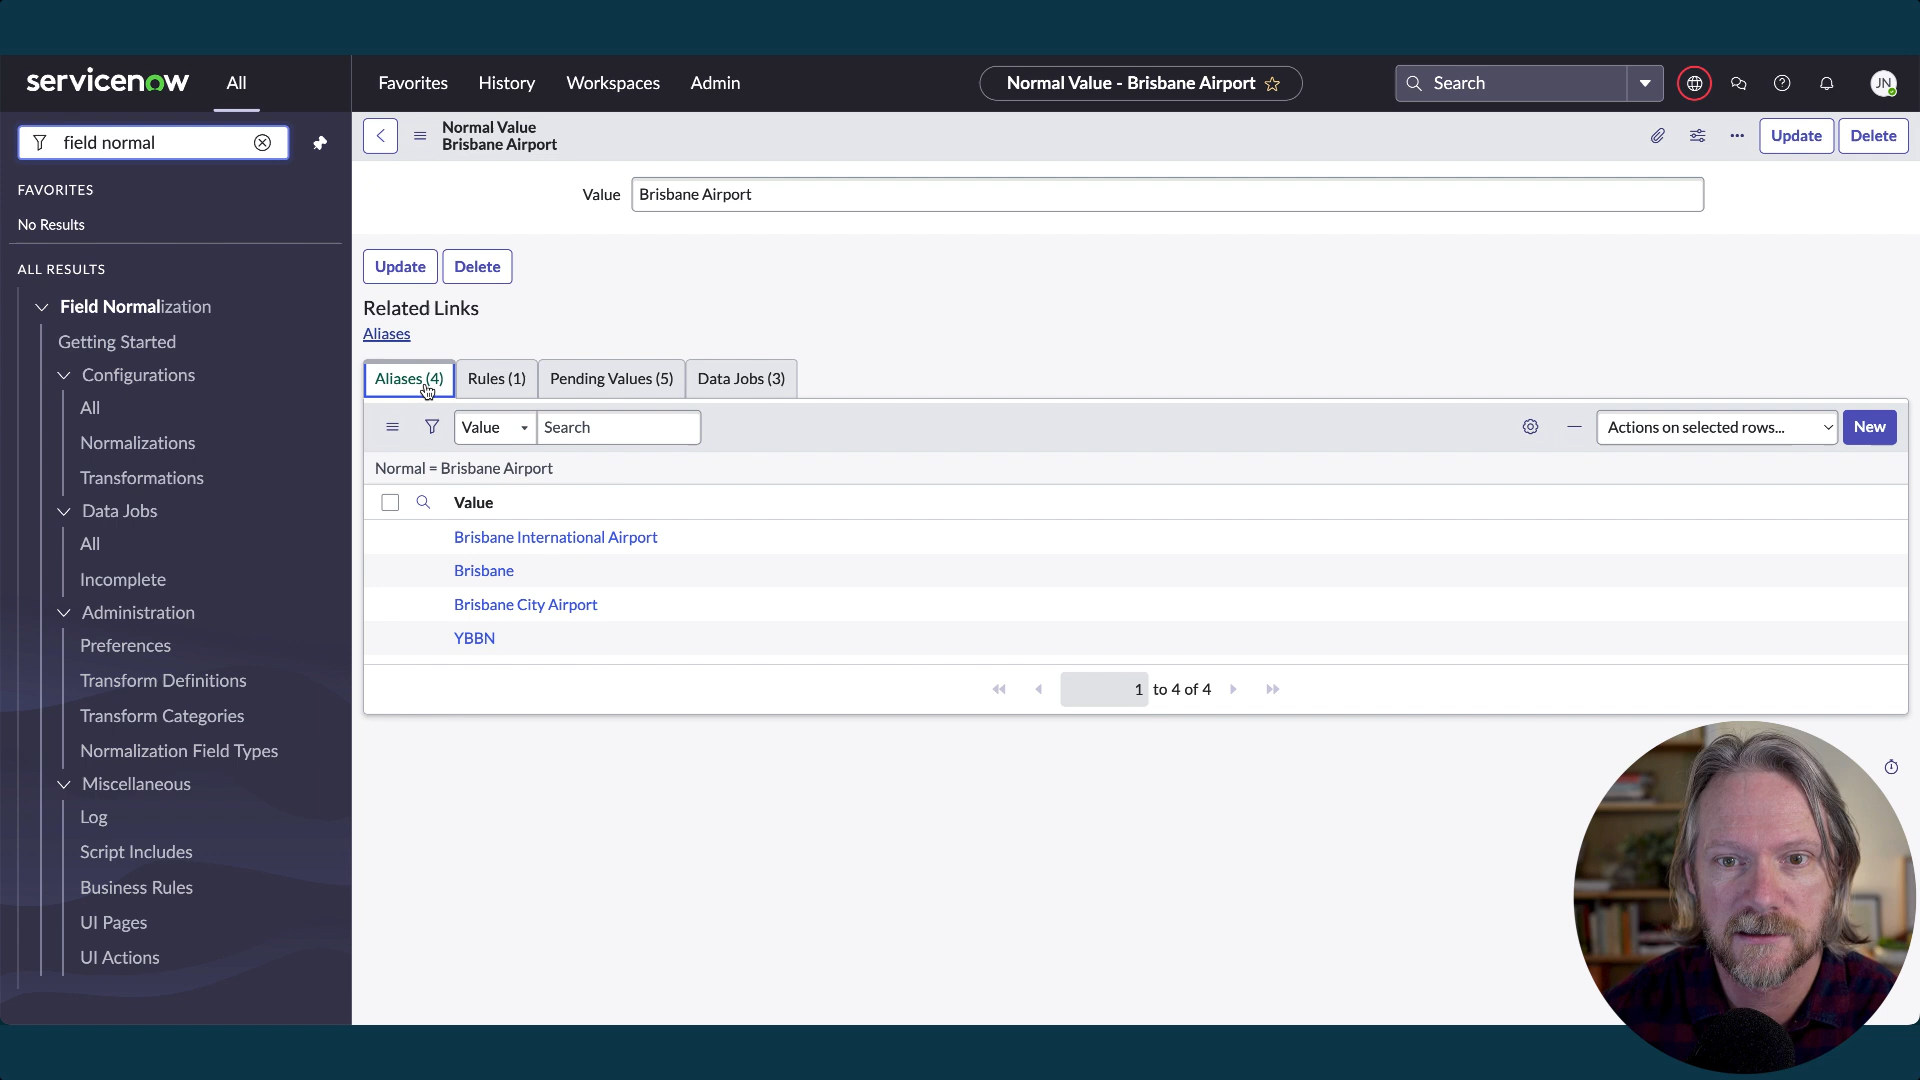 servicenow
All
Favorites
History
Workspaces
Admin
Normal Value - Brisbane Airport
Search
JN
field normal
FAVORITES
No Results
ALL RESULTS
Field Normalization
Getting Started
Configurations
All
Normalizations
Transformations
Data Jobs
All
Incomplete
Administration
Preferences
Transform Definitions
Transform Categories
Normalization Field Types
Miscellaneous
Log
Script Includes
Business Rules
UI Pages
UI Actions
Normal Value
Brisbane Airport
Update
Delete
Value
Brisbane Airport
Update
Delete
Related Links
Aliases
Aliases (4)
Rules (1)
Pending Values (5)
Data Jobs (3)
Value
Search
Actions on selected rows...
New
Normal = Brisbane Airport
Value
Brisbane International Airport
Brisbane
Brisbane City Airport
YBBN
1 to 4 of 4